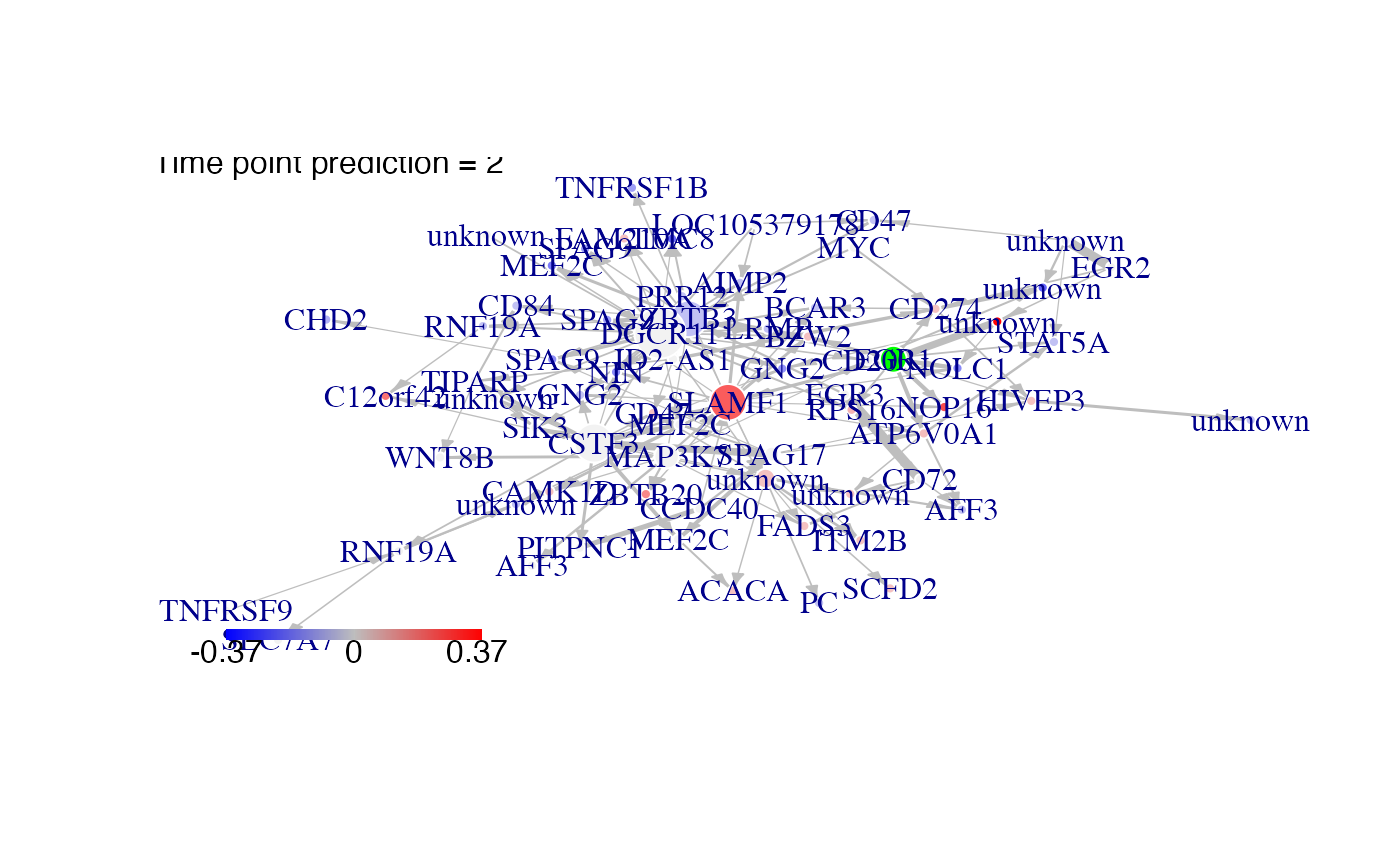 Time point prediction = 2
TNFRSF1B
LOC105379178
CD47
unknown
FAM210A
TMC8
SPAG9
MYC
unknown
MEF2C
EGR2
AIMP2
unknown
PRR12
CD84
BCAR3
CD274
CHD2
RNF19A
SPAG9
ZBTB3
unknown
DGCR11
LRMP
BZW2
STAT5A
SPAG9
ID2-AS1
EGR1
NOLC1
GNG2
NIN
TIPARP
C12orf42
unknown
GNG2
EGR3
SLAMF1
HIVEP3
RPS16
NOP16
CD47
unknown
MEF2C
SIK3
CSTF3
ATP6V0A1
WNT8B
MAP3K7
SPAG17
unknown
CD72
CAMK1D
ZBTB20
unknown
unknown
CCDC40
AFF3
FADS3
PITPNC1
MEF2C
ITM2B
RNF19A
AFF3
ACACA
SCFD2
PC
TNFRSF9
SLC7A7
-0.37
0
0.37